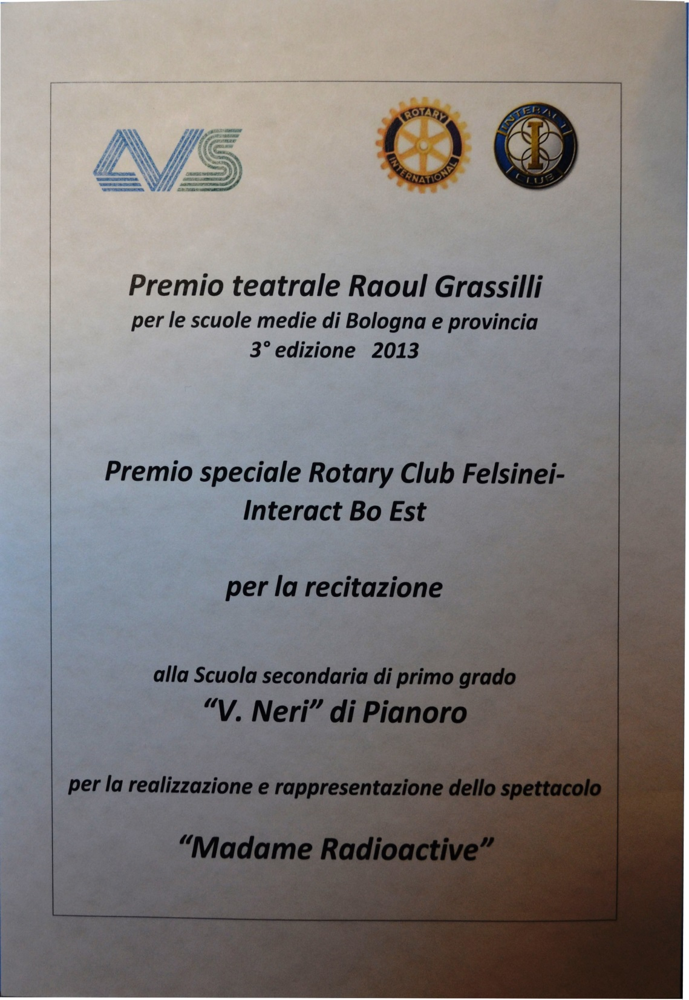 AVS
ROTARY
INTERNATIONAL
INTERACT
I
CLUB
Premio teatrale Raoul Grassilli
per le scuole medie di Bologna e provincia
3° edizione 2013
Premio speciale Rotary Club Felsinei-
Interact Bo Est
per la recitazione
alla Scuola secondaria di primo grado
“V. Neri” di Pianoro
per la realizzazione e rappresentazione dello spettacolo
“Madame Radioactive”